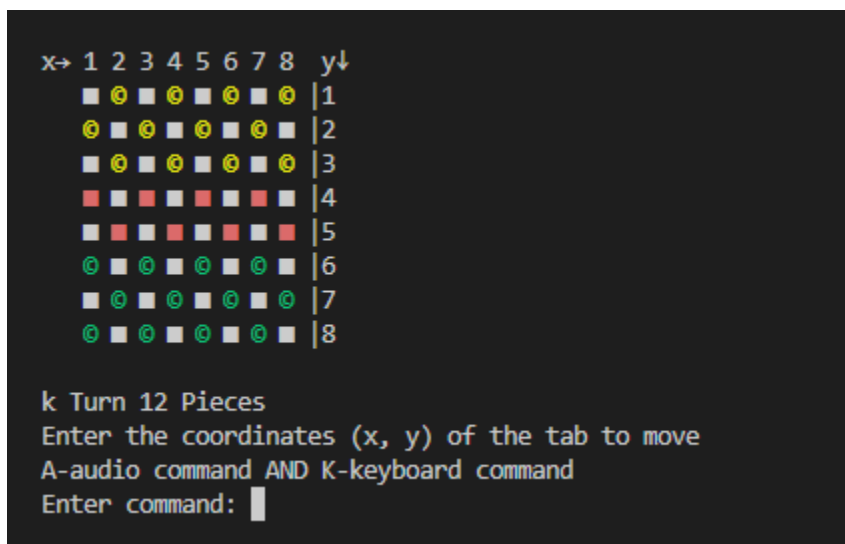 x→ 1 2 3 4 5 6 7 8 y↓
■ © ■ © ■ © ■ © |1
© ■ © ■ © ■ © ■ |2
■ © ■ © ■ © ■ © |3
■ ■ ■ ■ ■ ■ ■ ■ |4
■ ■ ■ ■ ■ ■ ■ ■ |5
© ■ © ■ © ■ © ■ |6
■ © ■ © ■ © ■ © |7
© ■ © ■ © ■ © ■ |8
k Turn 12 Pieces
Enter the coordinates (x, y) of the tab to move
A-audio command AND K-keyboard command
Enter command: